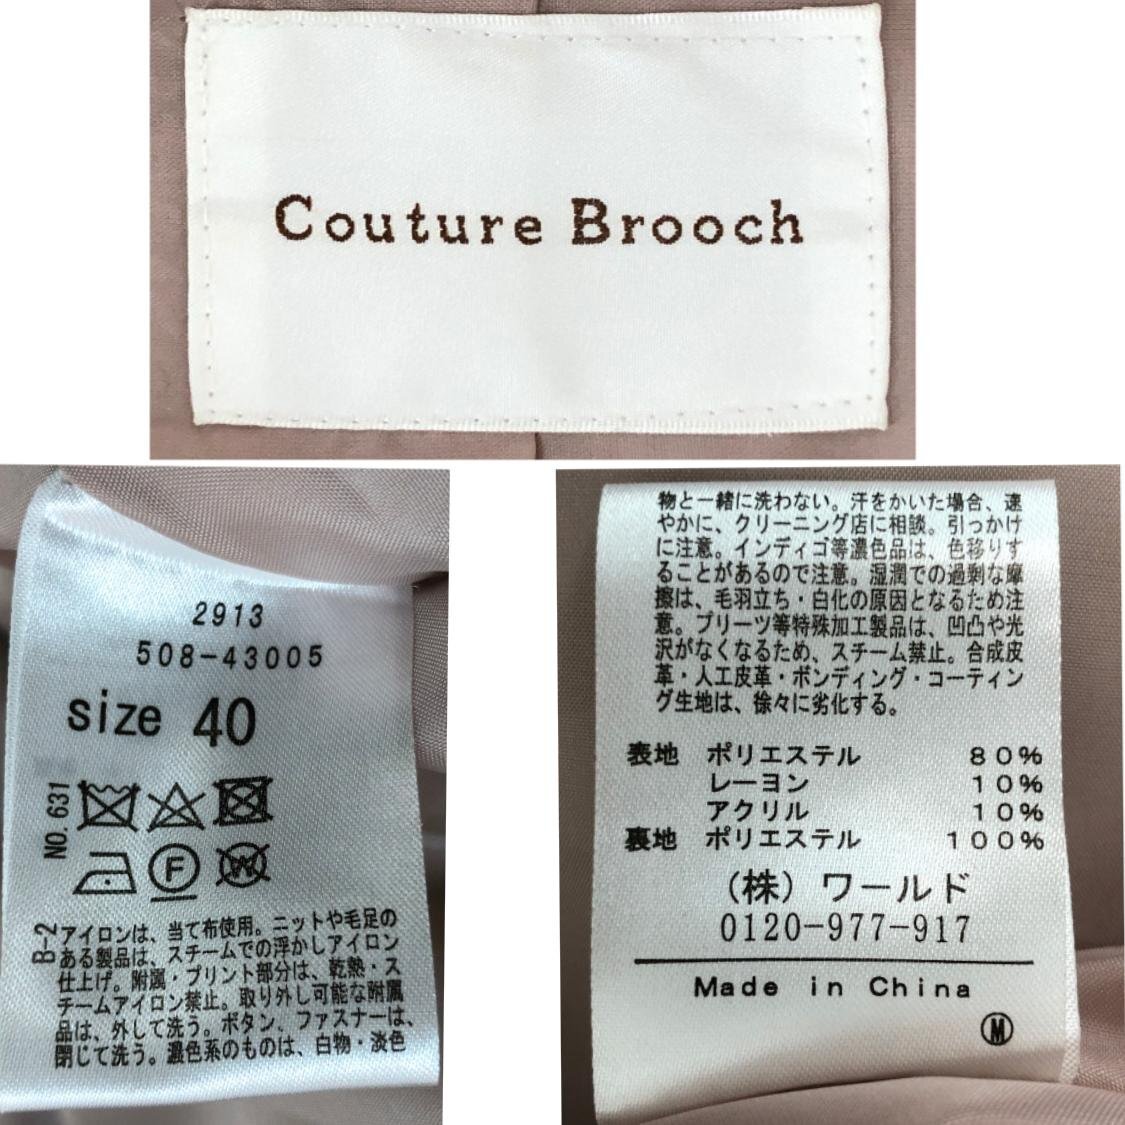 Couture Brooch
2913
508-43005
size 40
NO. 631
F
W
B-2
アイロンは、当て布使用。ニットや毛足の
ある製品は、スチームでの浮かしアイロン
仕上げ。附属・プリント部分は、乾熱・ス
チームアイロン禁止。取り外し可能な附属
品は、外して洗う。ボタン、ファスナーは、
閉じて洗う。濃色系のものは、白物・淡色
物と一緒に洗わない。汗をかいた場合、速
やかに、クリーニング店に相談。引っかけ
に注意。インディゴ等濃色品は、色移りす
ることがあるので注意。湿潤での過剰な摩
擦は、毛羽立ち・白化の原因となるため注
意。プリーツ等特殊加工製品は、凹凸や光
沢がなくなるため、スチーム禁止。合成皮
革・人工皮革・ボンディング・コーティン
グ生地は、徐々に劣化する。
表地 ポリエステル 80%
レーヨン 10%
アクリル 10%
裏地 ポリエステル 100%
(株) ワールド
0120-977-917
Made in China
M